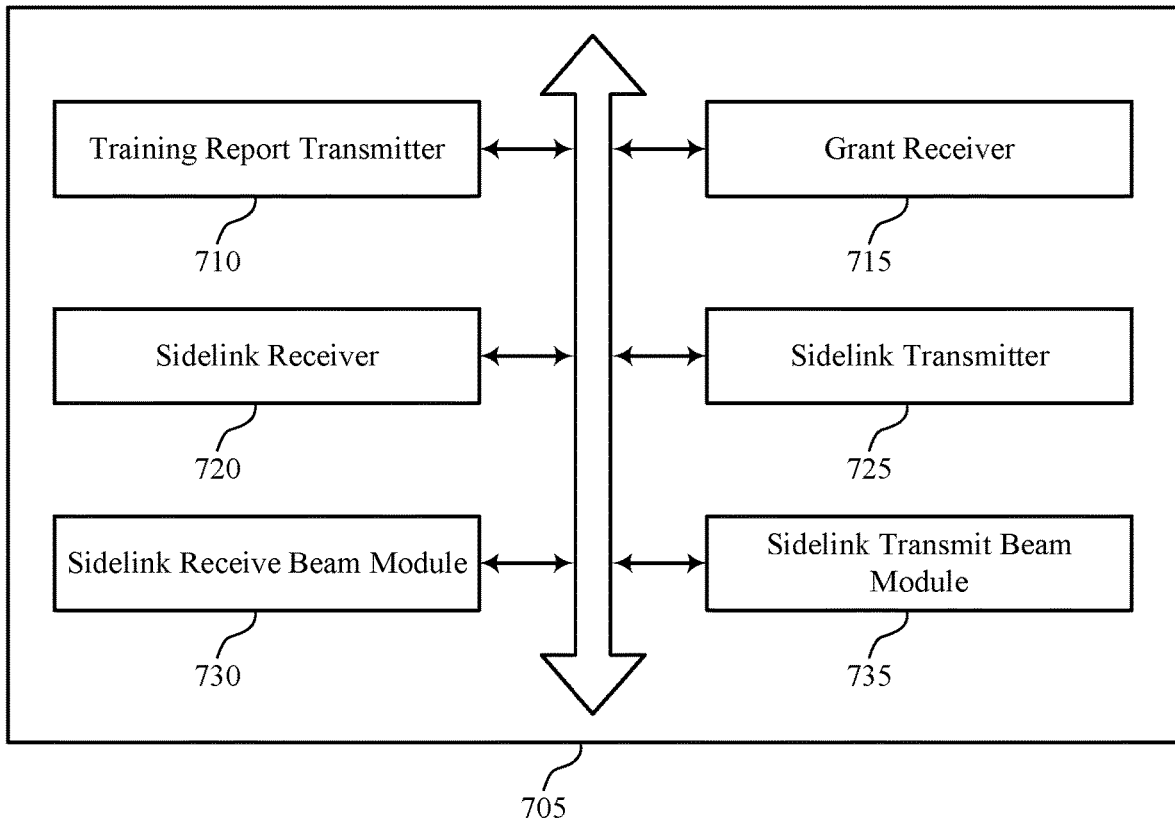 Training Report Transmitter
Grant Receiver
710
715
Sidelink Receiver
Sidelink Transmitter
720
725
Sidelink Receive Beam Module
Sidelink Transmit Beam
Module
730
735
705